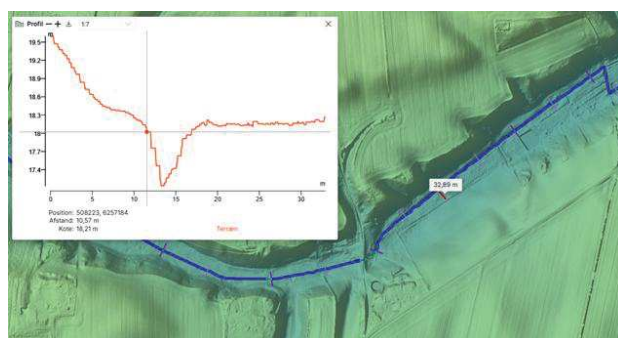 Profil 1:7
m
19.5
19.2
18.9
18.6
18.3
18
17.7
17.4
0 5 10 15 20 25 30
m
Position: 508223, 6257184
Afstand: 10,57 m
Kote: 18,21 m
Terræn
32,89 m